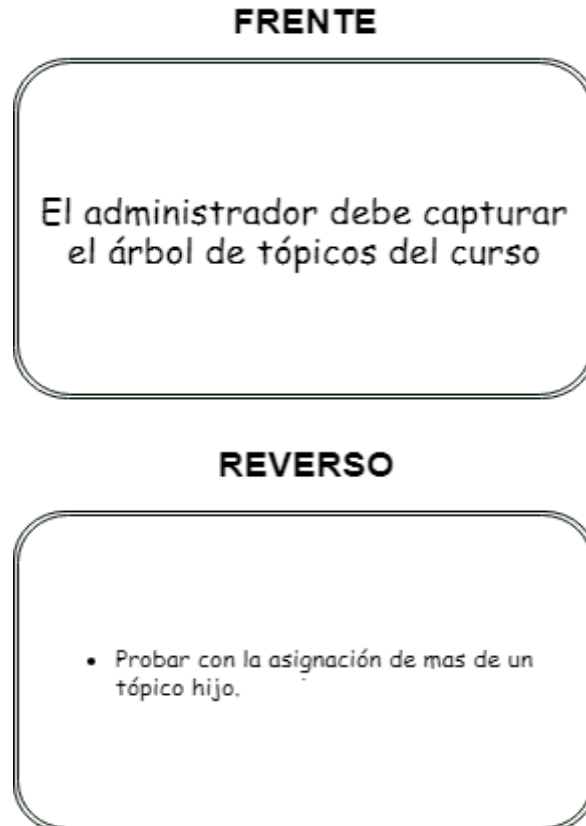 FRENTE
El administrador debe capturar
el árbol de tópicos del curso
REVERSO
• Probar con la asignación de mas de un
tópico hijo.